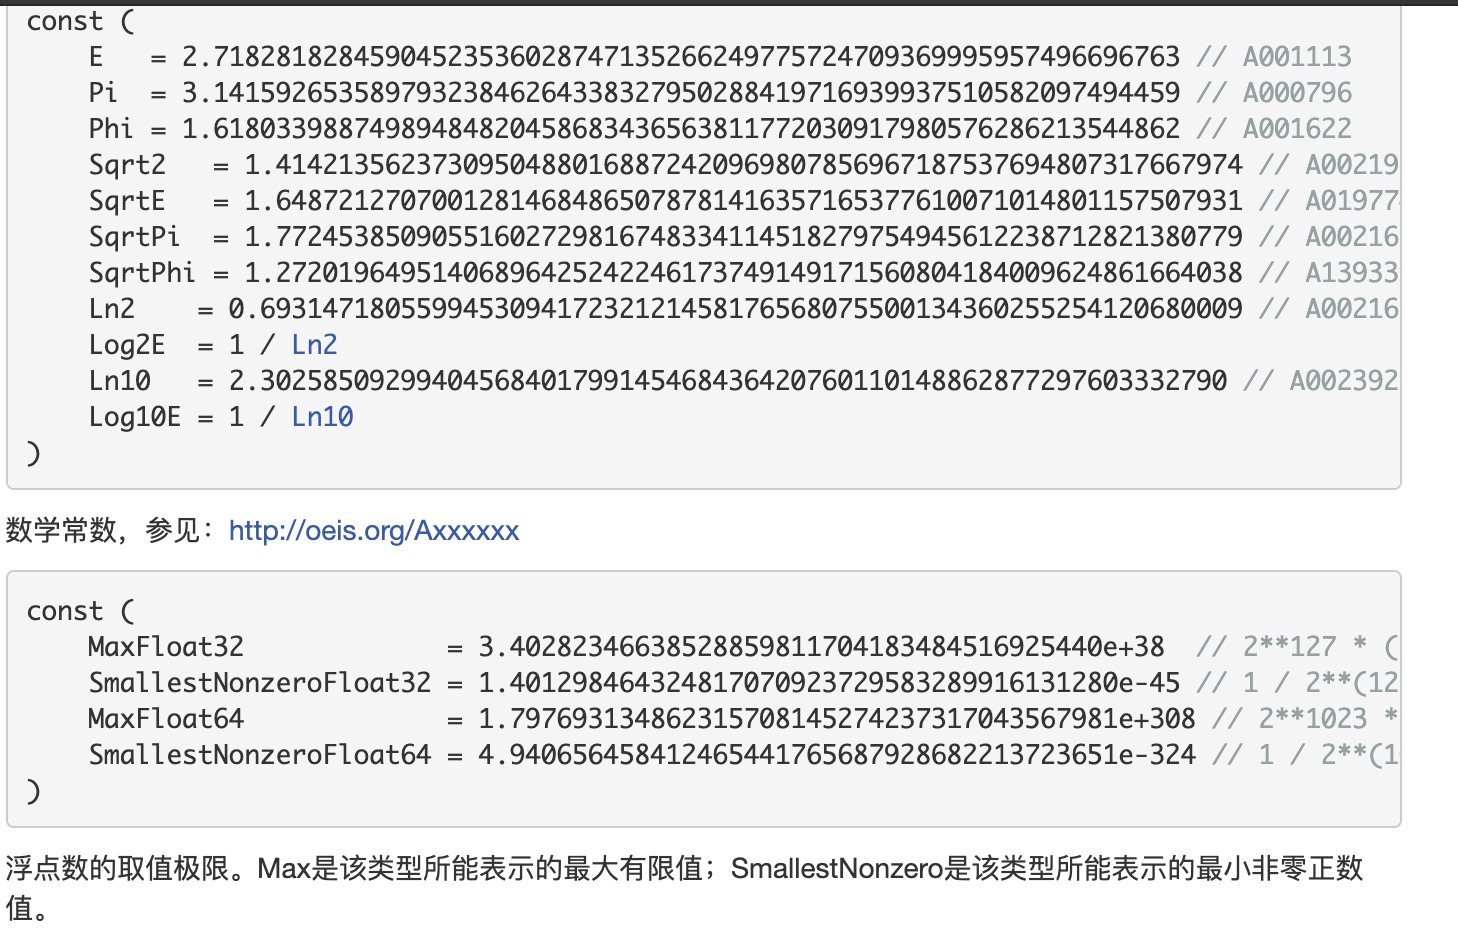 const (
    E   = 2.71828182845904523536028747135266249775724709369995957496696763 // A001113
    Pi  = 3.14159265358979323846264338327950288419716939937510582097494459 // A000796
    Phi = 1.61803398874989484820458683436563811772030917980576286213544862 // A001622
    Sqrt2   = 1.41421356237309504880168872420969807856967187537694807317667974 // A00219
    SqrtE   = 1.64872127070012814684865078781416357165377610071014801157507931 // A01977
    SqrtPi  = 1.77245385090551602729816748334114518279754945612238712821380779 // A00216
    SqrtPhi = 1.27201964951406896425242246173749149171560804184009624861664038 // A13933
    Ln2    = 0.693147180559945309417232121458176568075500134360255254120680009 // A00216
    Log2E  = 1 / Ln2
    Ln10   = 2.30258509299404568401799145468436420760110148862877297603332790 // A002392
    Log10E = 1 / Ln10
)
数学常数，参见：http://oeis.org/Axxxxxx
const (
    MaxFloat32             = 3.40282346638528859811704183484516925440e+38  // 2**127 * (
    SmallestNonzeroFloat32 = 1.401298464324817070923729583289916131280e-45 // 1 / 2**(12
    MaxFloat64             = 1.797693134862315708145274237317043567981e+308 // 2**1023 *
    SmallestNonzeroFloat64 = 4.940656458412465441765687928682213723651e-324 // 1 / 2**(1
)
浮点数的取值极限。Max是该类型所能表示的最大有限值；SmallestNonzero是该类型所能表示的最小非零正数
值。